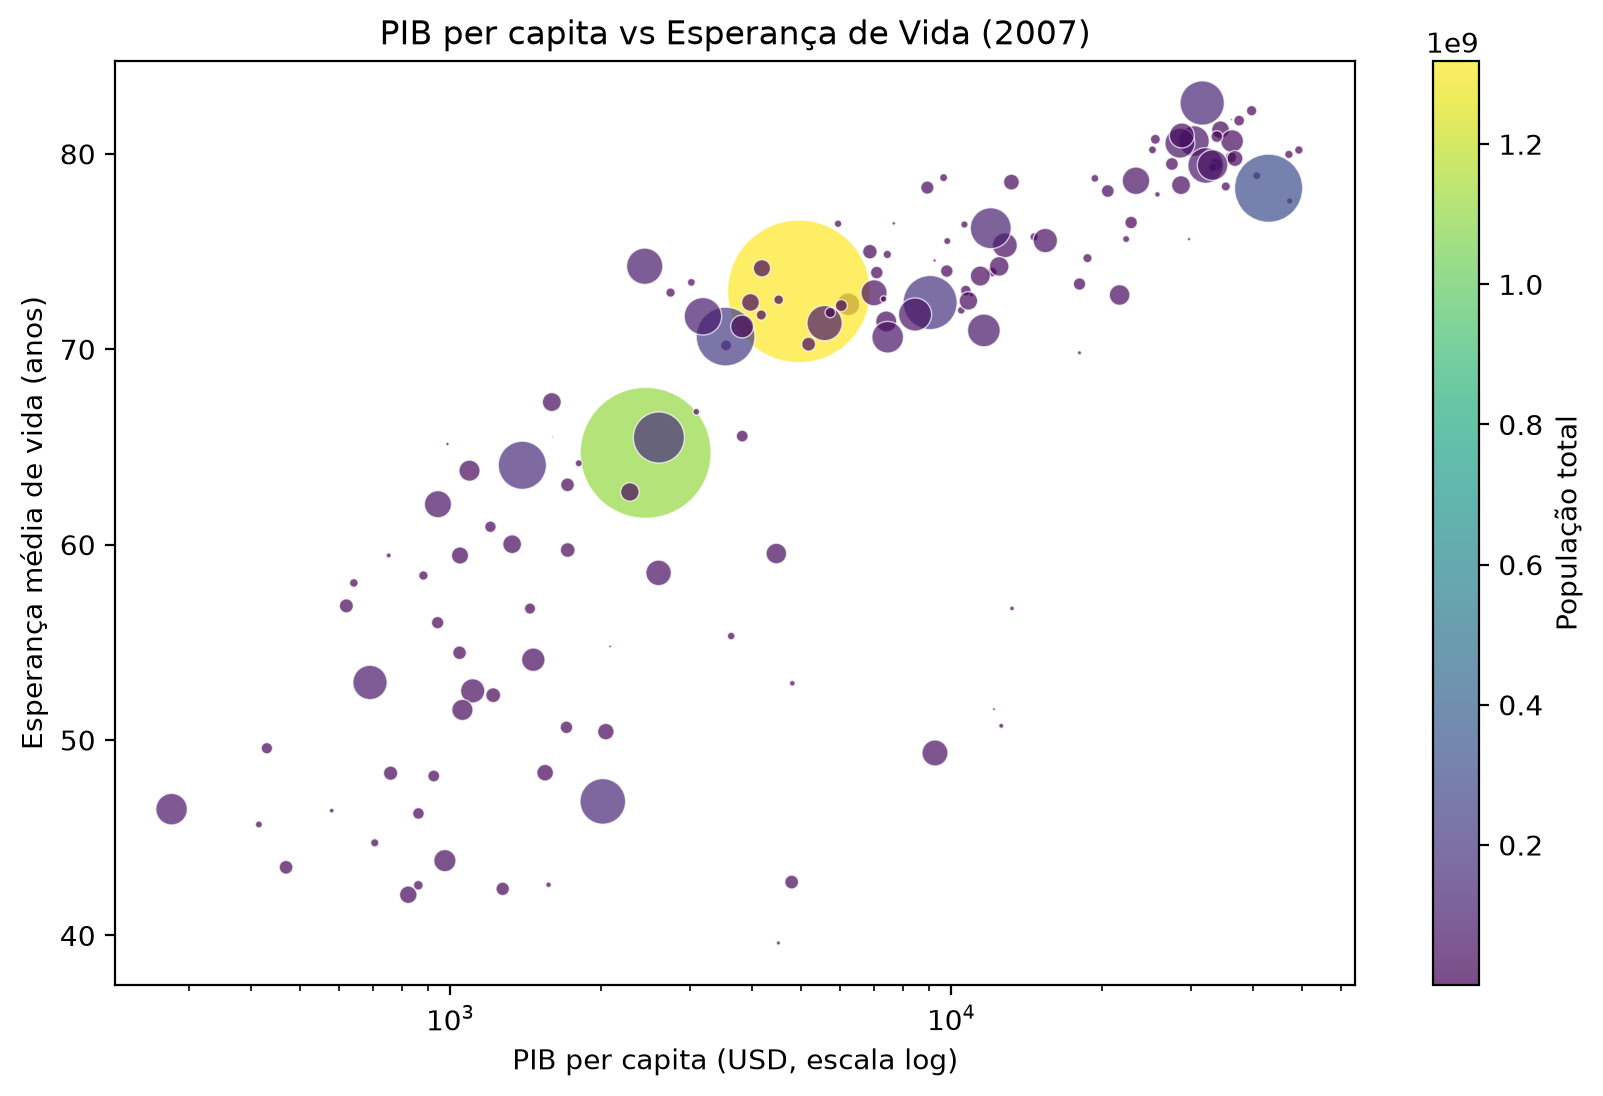 PIB per capita vs Esperança de Vida (2007)
1e9
Esperança média de vida (anos)
80
70
60
50
40
10³
10⁴
PIB per capita (USD, escala log)
1.2
1.0
0.8
0.6
0.4
0.2
População total